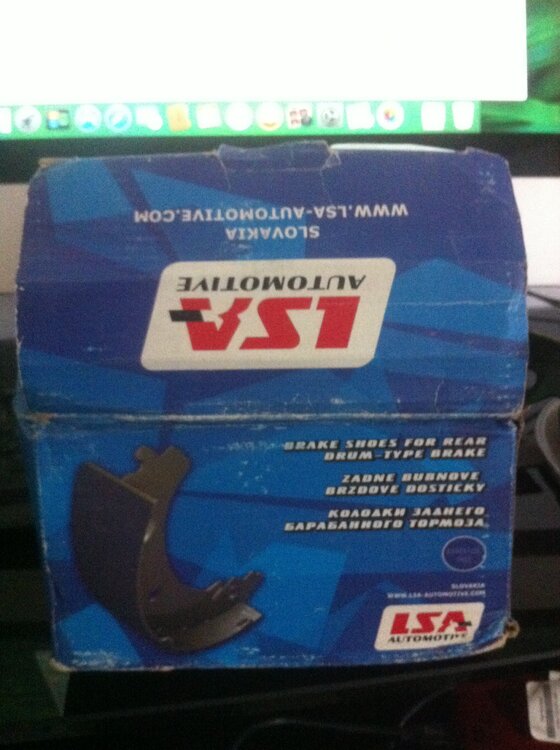 WWW.LSA-AUTOMOTIVE.COM
SLOVAKIA
LSA
AUTOMOTIVE
BRAKE SHOES FOR REAR
DRUM-TYPE BRAKE
ZADNE BUBNOVE
BRZDOVE DOSTICKY
КОЛОДКИ ЗАДНЕГО
БАРАБАННОГО ТОРМОЗА
SLOVAKIA
WWW.LSA-AUTOMOTIVE.COM
LSA
AUTOMOTIVE